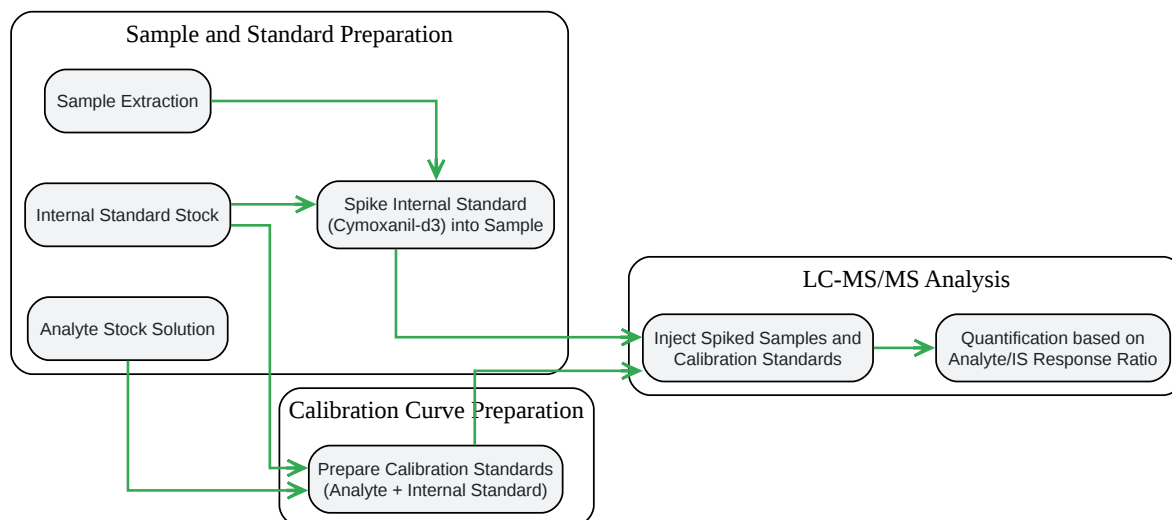 Sample and Standard Preparation
Sample Extraction
Internal Standard Stock
Spike Internal Standard
(Cymoxanil-d3) into Sample
Analyte Stock Solution
Calibration Curve Preparation
Prepare Calibration Standards
(Analyte + Internal Standard)
LC-MS/MS Analysis
Inject Spiked Samples and
Calibration Standards
Quantification based on
Analyte/IS Response Ratio